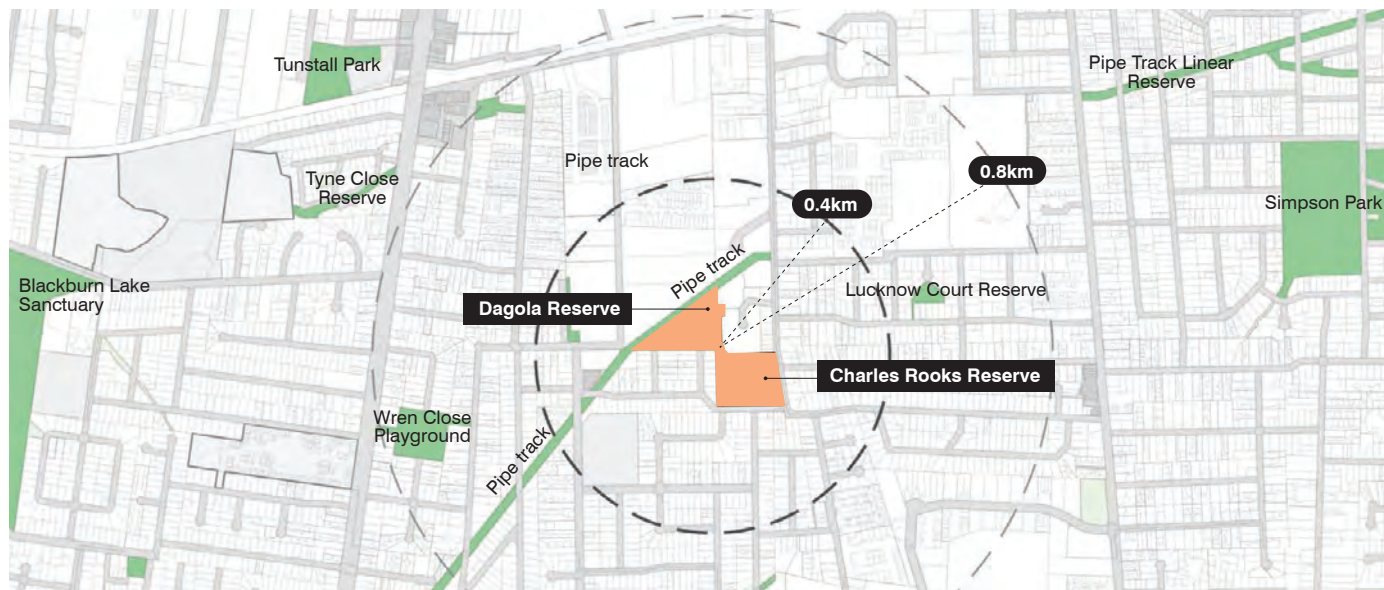 Tunstall Park
Pipe Track Linear
Reserve
Pipe track
0.8km
Tyne Close
Reserve
0.4km
Simpson Park
Pipe track
Blackburn Lake
Sanctuary
Lucknow Court Reserve
Dagola Reserve
Charles Rooks Reserve
Wren Close
Playground
Pipe track